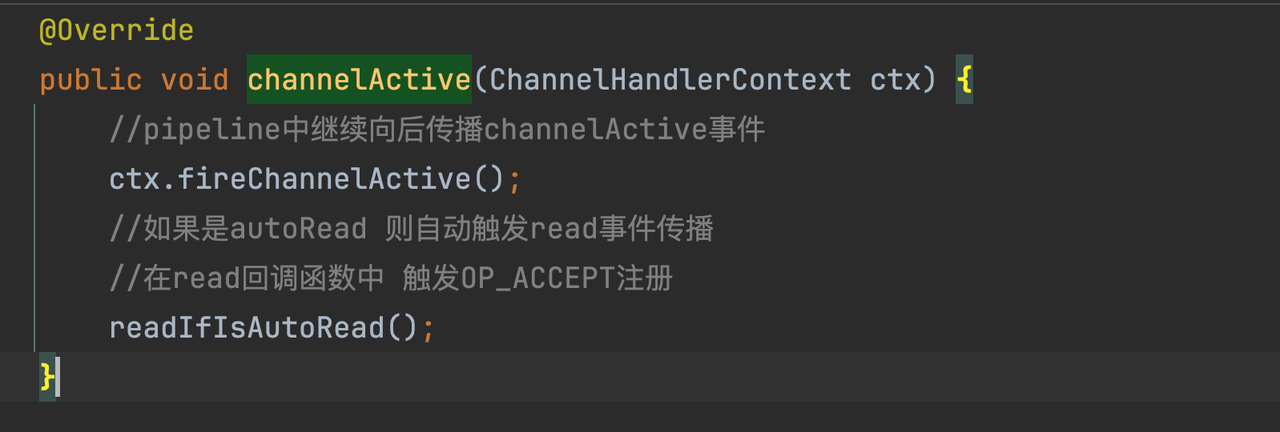 @Override
public void channelActive(ChannelHandlerContext ctx) {
//pipeline中继续向后传播channelActive事件
ctx.fireChannelActive();
//如果是autoRead 则自动触发read事件传播
//在read回调函数中 触发OP_ACCEPT注册
readIfIsAutoRead();
}